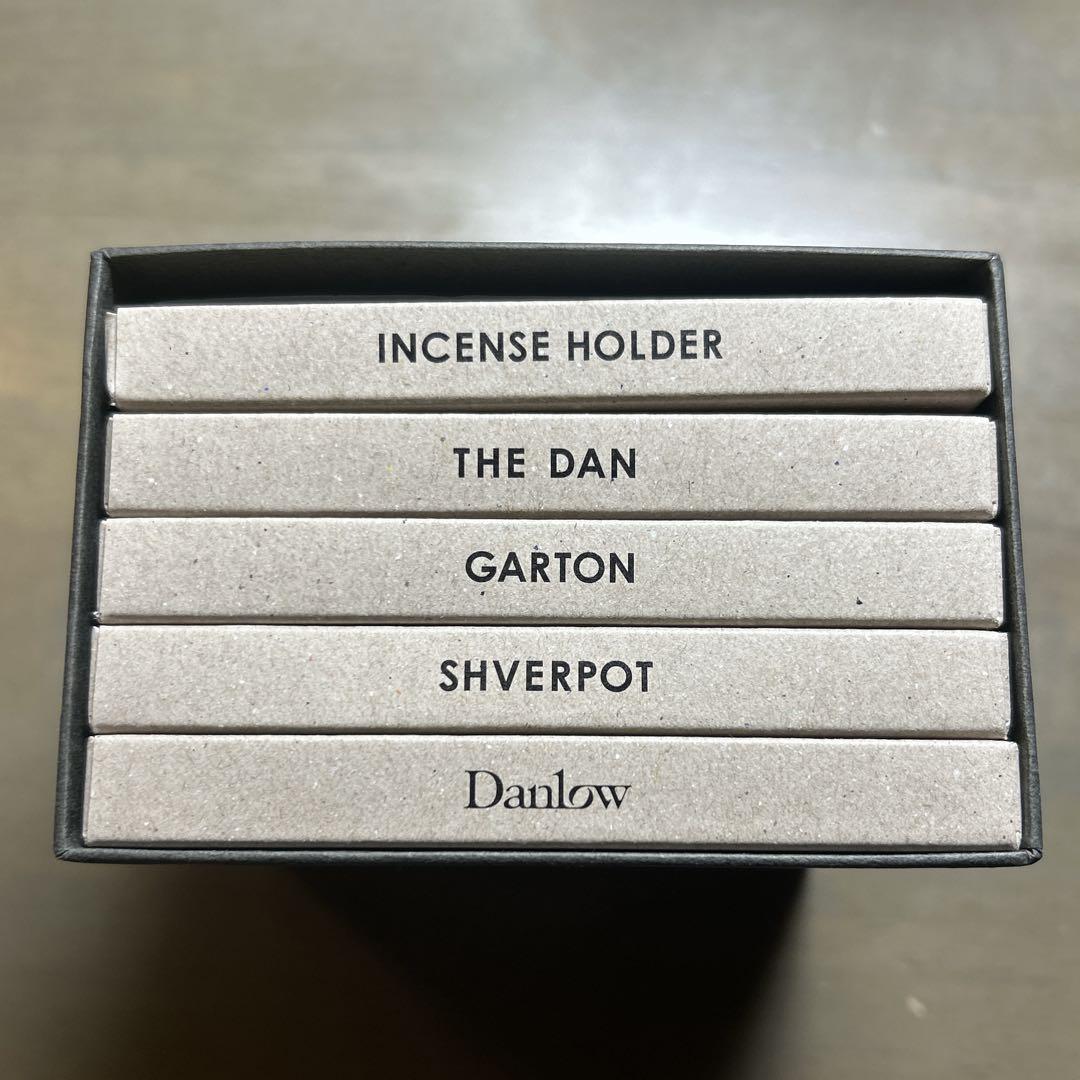 INCENSE HOLDER
THE DAN
GARTON
SHVERPOT
Danlow